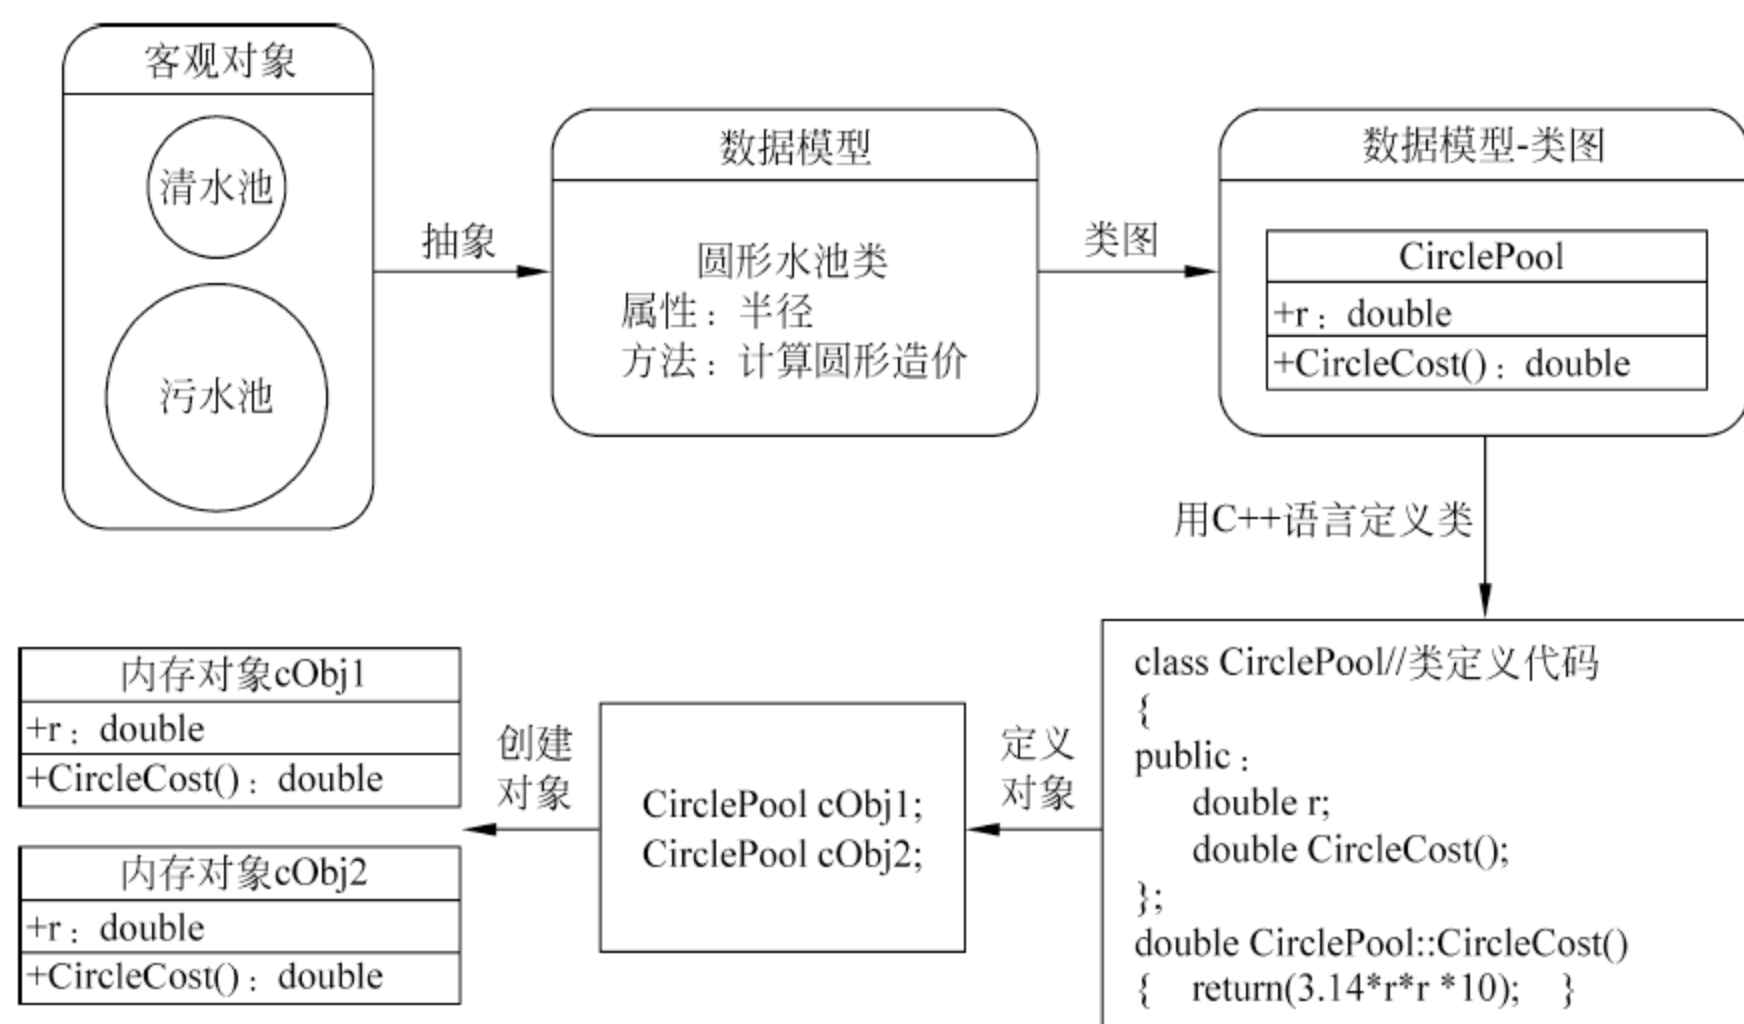 客观对象
清水池
污水池
抽象
数据模型
圆形水池类
属性：半径
方法：计算圆形造价
类图
数据模型-类图
CirclePool
+r：double
+CircleCost()：double
用C++语言定义类
class CirclePool//类定义代码
{
public：
double r;
double CircleCost();
};
double CirclePool::CircleCost()
{ return(3.14*r*r *10); }
定义
对象
CirclePool cObj1;
CirclePool cObj2;
创建
对象
内存对象cObj1
+r：double
+CircleCost()：double
内存对象cObj2
+r：double
+CircleCost()：double